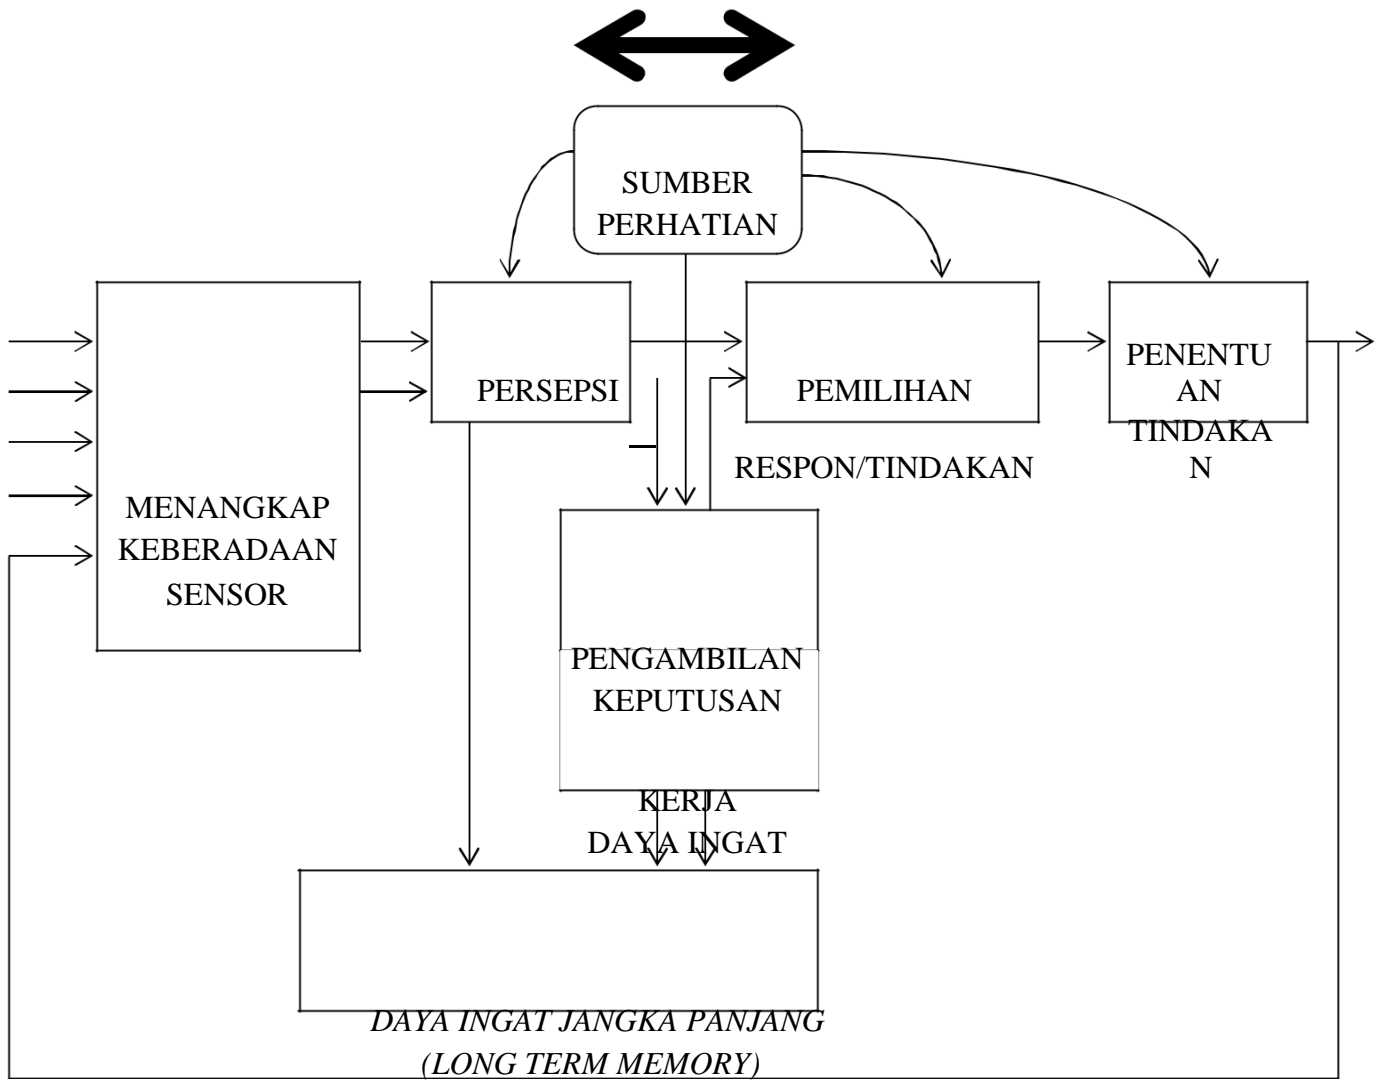 SUMBER
PERHATIAN
PERSEPSI
PEMILIHAN
RESPON/TINDAKAN
PENENTU
AN
TINDAKA
N
MENANGKAP
KEBERADAAN
SENSOR
PENGAMBILAN
KEPUTUSAN
KERJA
DAYA INGAT
DAYA INGAT JANGKA PANJANG
(LONG TERM MEMORY)